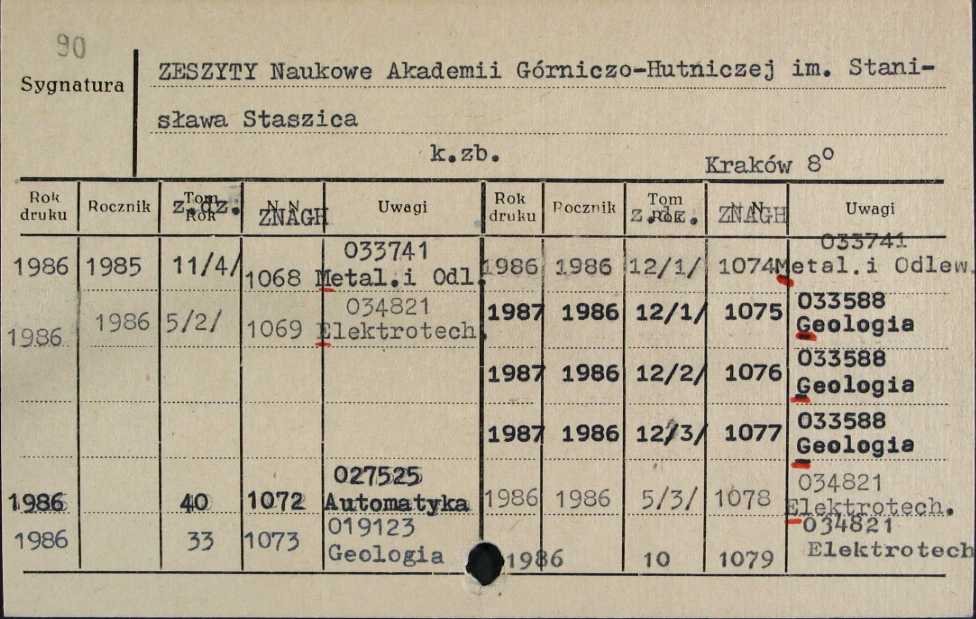 90
Sygnatura
ZESZYTY Naukowe Akademii Górniczo-Hutniczej im. Stani-
sława Staszica
k.zb.
Kraków 8°
Rok druku Rocznik Tom Rok z.dz. N N ZNAGH Uwagi
1986 1985 11/4/ 1068 033741 Metal.i Odl.
1986 1986 5/2/ 1069 034821 Elektrotech.
1986 40 1072 027525 Automatyka
1986 33 1073 019123 Geologia
Rok druku Rocznik Tom Rok z.dz. N N ZNAGH Uwagi
1986 1986 12/1/ 1074 033741 Metal.i Odlew.
1987 1986 12/1/ 1075 033588 Geologia
1987 1986 12/2/ 1076 033588 Geologia
1987 1986 12/3/ 1077 033588 Geologia
1986 1986 5/3/ 1078 034821 Elektrotech.
1986 10 1079 034821 Elektrotech